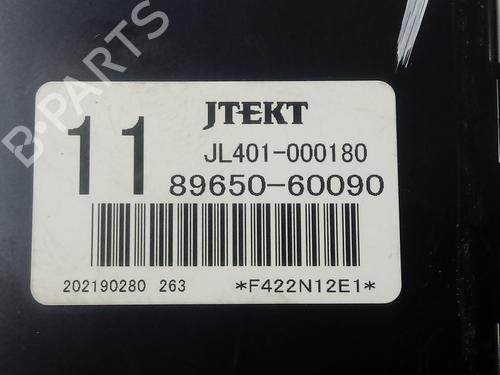 B-PARTS
JTEKT
11
JL401-000180
89650-60090
202190280 263
*F422N12E1*